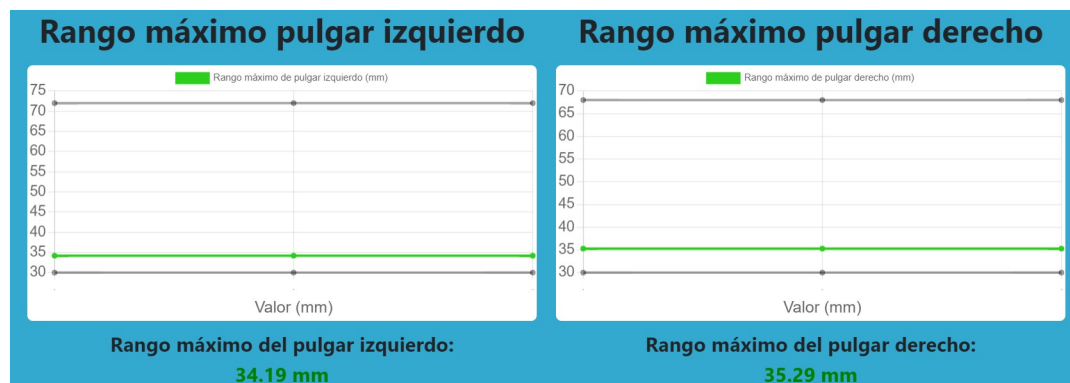 Rango máximo pulgar izquierdo
Rango máximo de pulgar izquierdo (mm)
75
70
65
60
55
50
45
40
35
30
Valor (mm)
Rango máximo del pulgar izquierdo:
34.19 mm
Rango máximo pulgar derecho
Rango máximo de pulgar derecho (mm)
70
65
60
55
50
45
40
35
30
Valor (mm)
Rango máximo del pulgar derecho:
35.29 mm